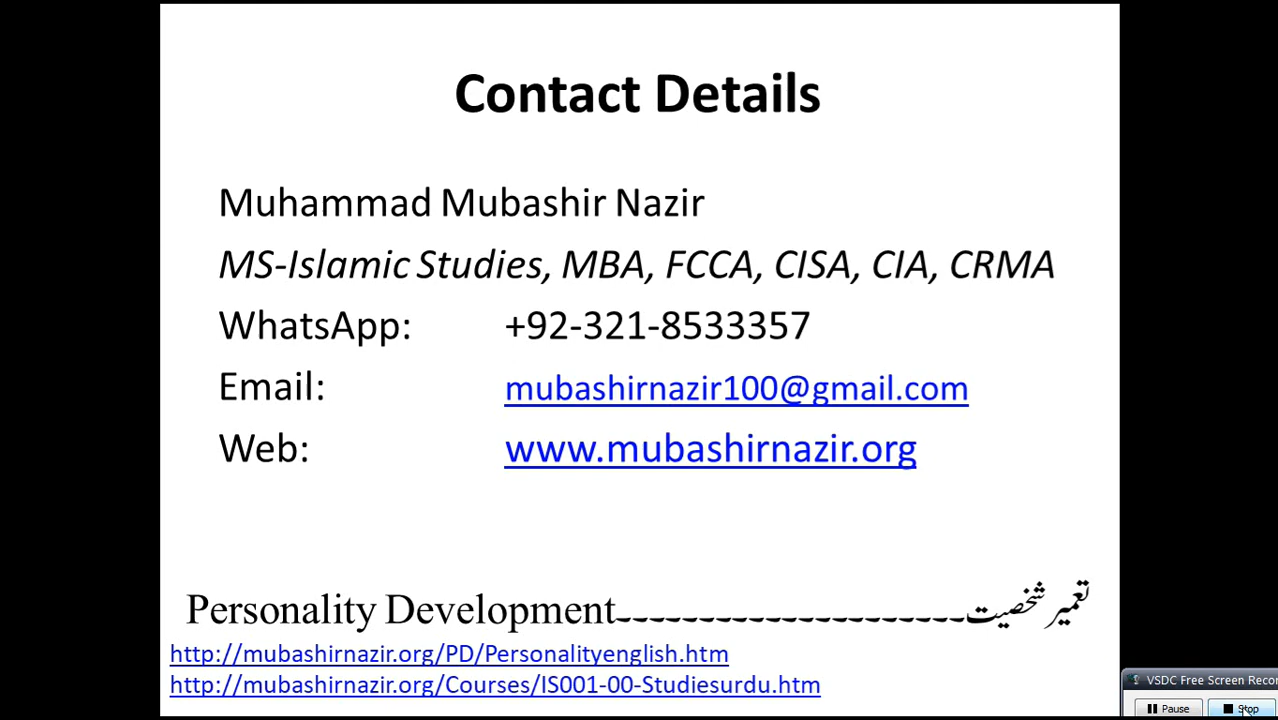 Contact Details
Muhammad Mubashir Nazir
MS-Islamic Studies, MBA, FCCA, CISA, CIA, CRMA
WhatsApp: +92-321-8533357
Email: mubashirnazir100@gmail.com
Web: www.mubashirnazir.org
Personality Development---------------------تعمیر شخصیت
http://mubashirnazir.org/PD/Personalityenglish.htm
http://mubashirnazir.org/Courses/IS001-00-Studiesurdu.htm
VSDC Free Screen Recor
Pause Stop